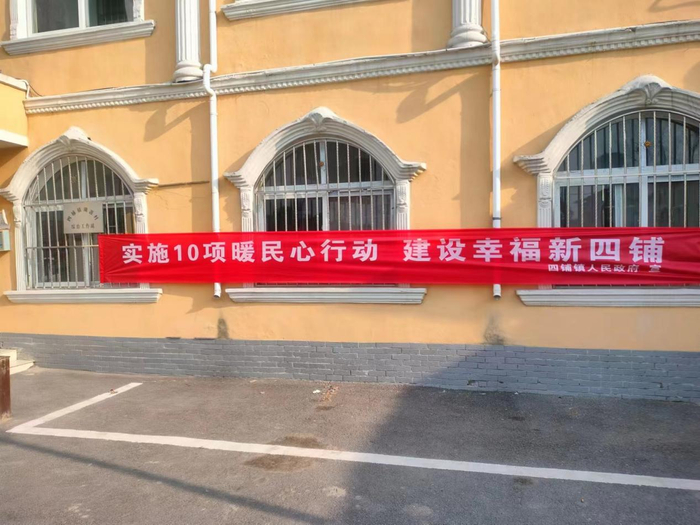 实施10项暖民心行动 建设幸福新四铺
四铺镇人民政府 宣